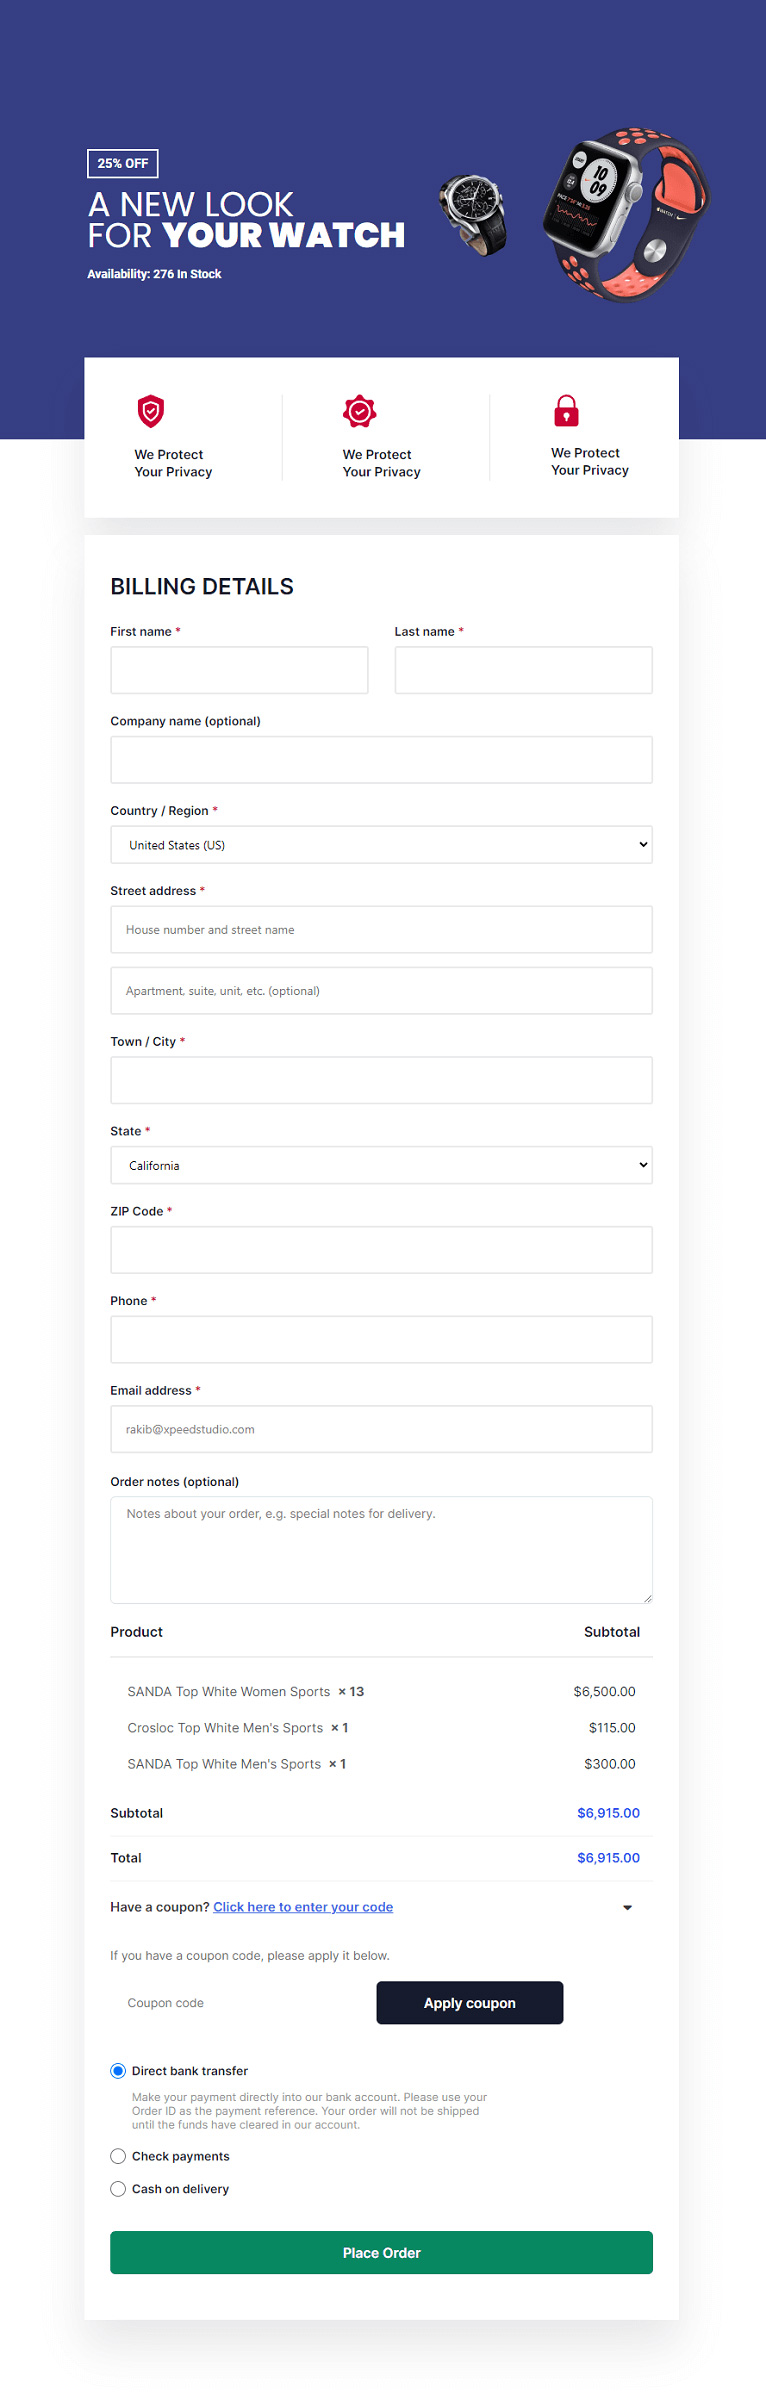 25% OFF
A NEW LOOK
FOR YOUR WATCH
Availability: 276 In Stock
10
09
WATCH
We Protect
Your Privacy
We Protect
Your Privacy
We Protect
Your Privacy
BILLING DETAILS
First name *
Last name *
Company name (optional)
Country / Region *
United States (US)
Street address *
House number and street name
Apartment, suite, unit, etc. (optional)
Town / City *
State *
California
ZIP Code *
Phone *
Email address *
rakib@xpeedstudio.com
Order notes (optional)
Notes about your order, e.g. special notes for delivery.
Product Subtotal
SANDA Top White Women Sports × 13 $6,500.00
Crosloc Top White Men's Sports × 1 $115.00
SANDA Top White Men's Sports × 1 $300.00
Subtotal $6,915.00
Total $6,915.00
Have a coupon? Click here to enter your code
If you have a coupon code, please apply it below.
Coupon code
Apply coupon
Direct bank transfer
Make your payment directly into our bank account. Please use your
Order ID as the payment reference. Your order will not be shipped
until the funds have cleared in our account.
Check payments
Cash on delivery
Place Order